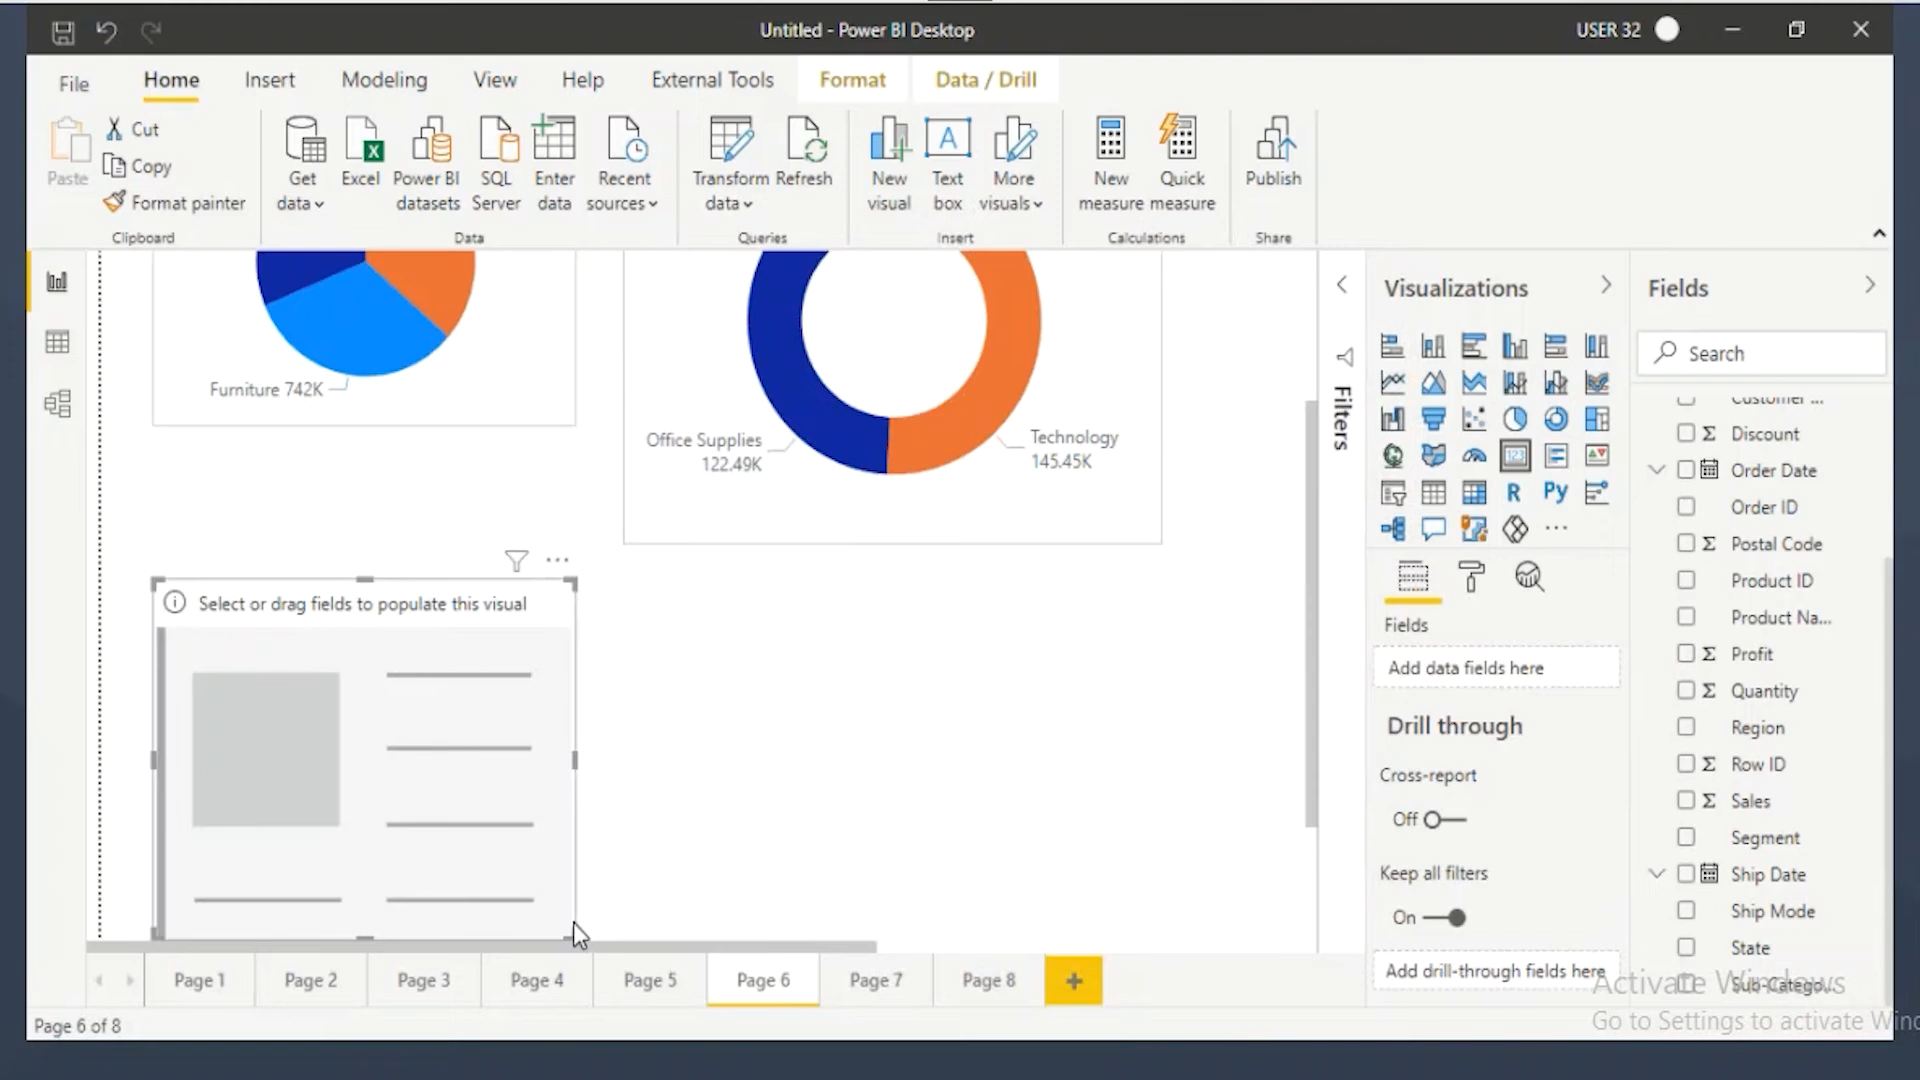 Untitled - Power BI Desktop
USER 32
File
Home
Insert
Modeling
View
Help
External Tools
Format
Data / Drill
Paste
Cut
Copy
Format painter
Clipboard
Get
data
Excel
Power BI
datasets
SQL
Server
Enter
data
Recent
sources
Data
Transform
data
Refresh
Queries
New
visual
A
Text
box
More
visuals
Insert
New
measure
Quick
measure
Calculations
Publish
Share
Furniture 742K
Office Supplies
122.49K
Technology
145.45K
Select or drag fields to populate this visual
Filters
Visualizations
123
R
Py
Fields
Add data fields here
Drill through
Cross-report
Off
Keep all filters
On
Add drill-through fields here
Fields
Search
Customer ...
Σ Discount
Order Date
Order ID
Σ Postal Code
Product ID
Product Na...
Σ Profit
Σ Quantity
Region
Σ Row ID
Σ Sales
Segment
Ship Date
Ship Mode
State
Sub-Catego...
Activate Windows
Go to Settings to activate Wind
Page 1
Page 2
Page 3
Page 4
Page 5
Page 6
Page 7
Page 8
+
Page 6 of 8